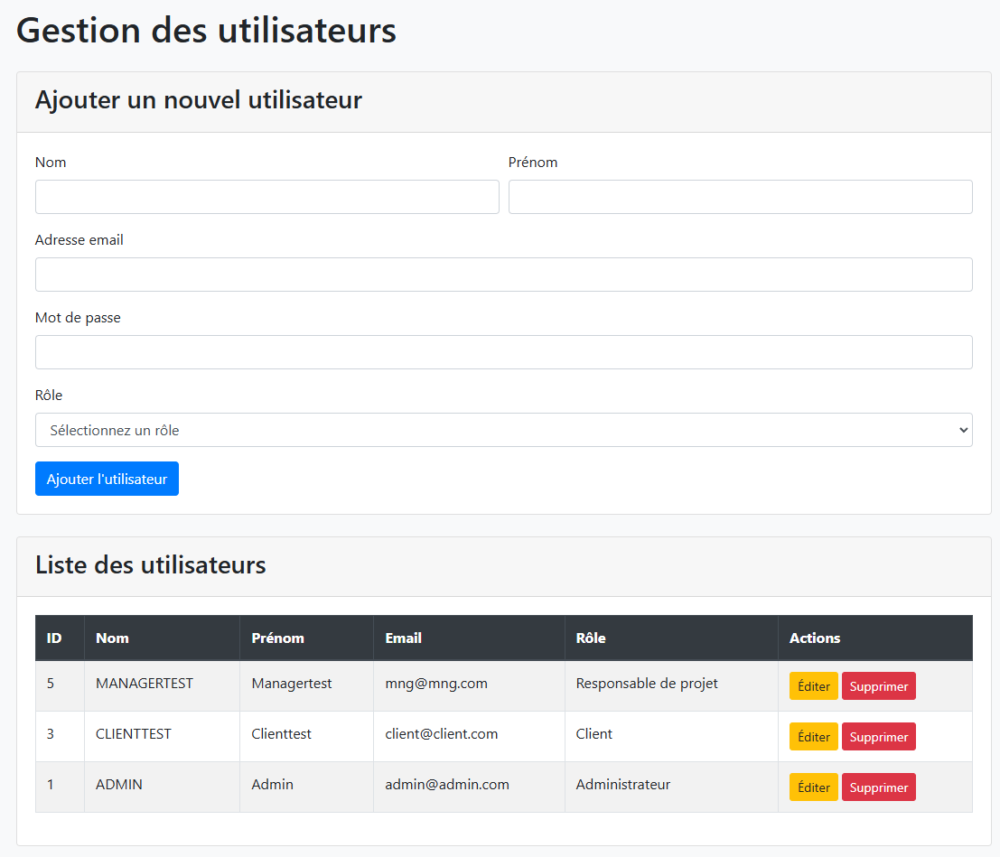 Gestion des utilisateurs
Ajouter un nouvel utilisateur
Nom Prénom
Adresse email
Mot de passe
Rôle
Sélectionnez un rôle
Ajouter l'utilisateur
Liste des utilisateurs
ID Nom Prénom Email Rôle Actions
5 MANAGERTEST Managertest mng@mng.com Responsable de projet Éditer Supprimer
3 CLIENTTEST Clienttest client@client.com Client Éditer Supprimer
1 ADMIN Admin admin@admin.com Administrateur Éditer Supprimer